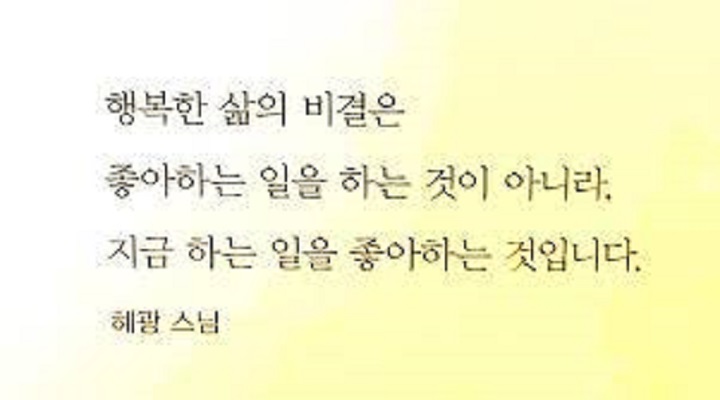 행복한 삶의 비결은
좋아하는 일을 하는 것이 아니라.
지금 하는 일을 좋아하는 것입니다.
혜광 스님